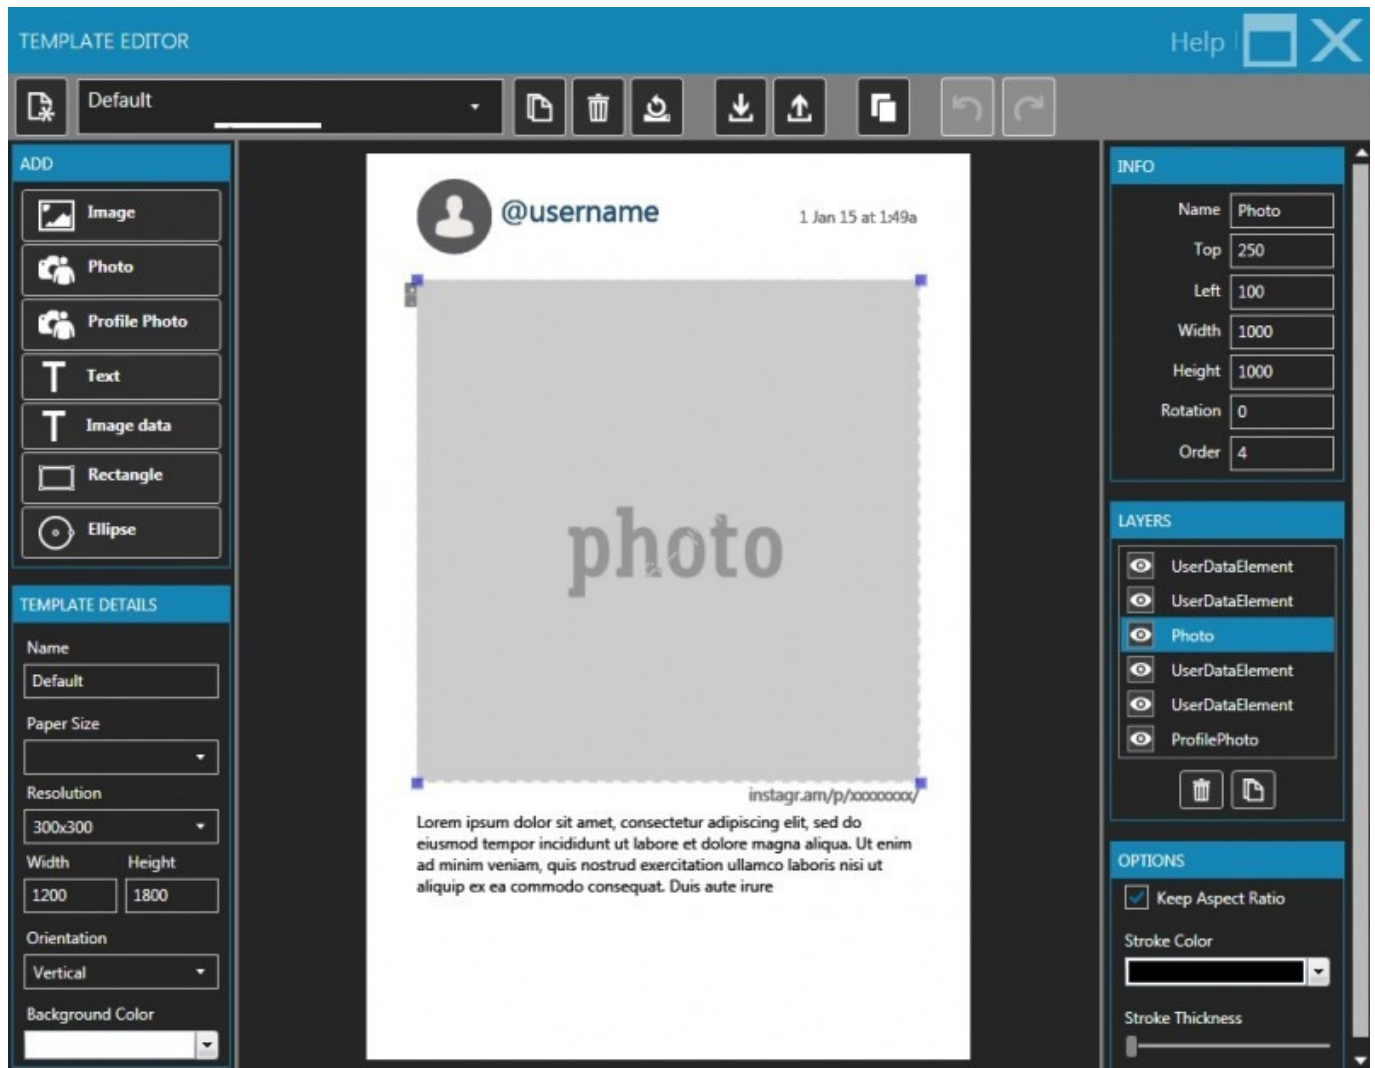 TEMPLATE EDITOR
Help
Default
ADD
Image
Photo
Profile Photo
Text
Image data
Rectangle
Ellipse
TEMPLATE DETAILS
Name
Default
Paper Size
Resolution
300x300
Width Height
1200 1800
Orientation
Vertical
Background Color
@username
1 Jan 15 at 1:49a
photo
instagr.am/p/xxxxxxxx/
Lorem ipsum dolor sit amet, consectetur adipiscing elit, sed do
eiusmod tempor incididunt ut labore et dolore magna aliqua. Ut enim
ad minim veniam, quis nostrud exercitation ullamco laboris nisi ut
aliquip ex ea commodo consequat. Duis aute irure
INFO
Name Photo
Top 250
Left 100
Width 1000
Height 1000
Rotation 0
Order 4
LAYERS
UserDataElement
UserDataElement
Photo
UserDataElement
UserDataElement
ProfilePhoto
OPTIONS
Keep Aspect Ratio
Stroke Color
Stroke Thickness